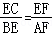 EC/BE = EF/AF